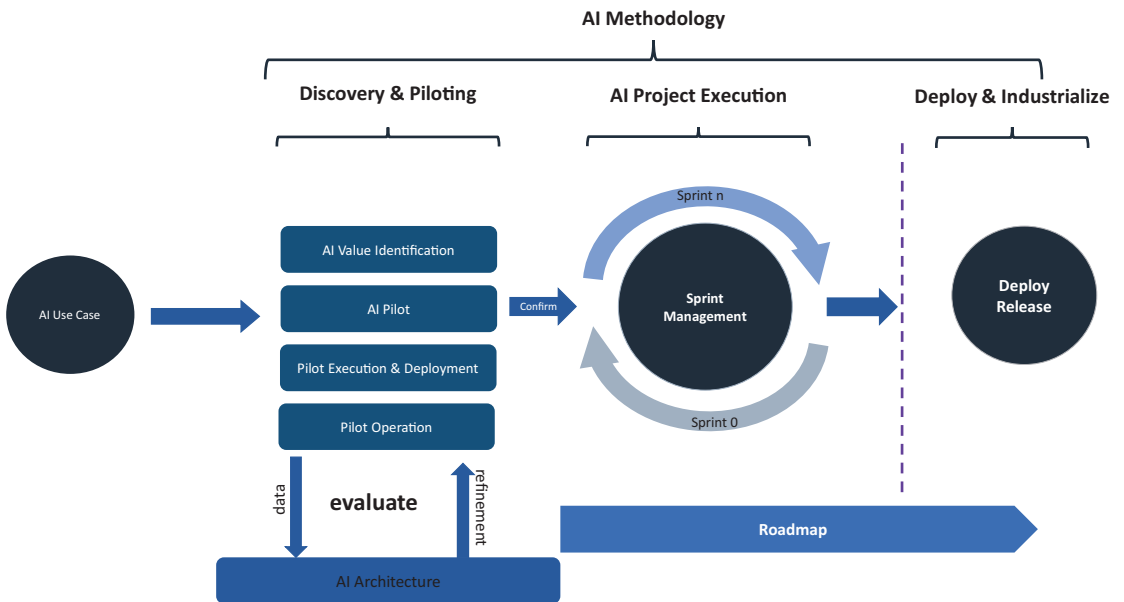 AI Methodology
Discovery & Piloting
AI Project Execution
Deploy & Industrialize
Sprint n
AI Value Identification
AI Use Case
AI Pilot
Confirm
Sprint
Management
Deploy
Release
Pilot Execution & Deployment
Pilot Operation
Sprint 0
data
evaluate
refinement
Roadmap
AI Architecture